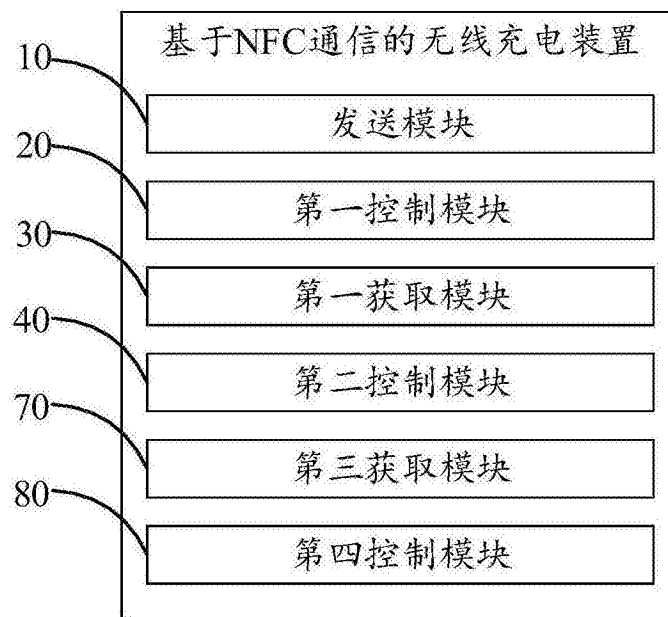 基于NFC通信的无线充电装置
10
发送模块
20
第一控制模块
30
第一获取模块
40
第二控制模块
70
第三获取模块
80
第四控制模块